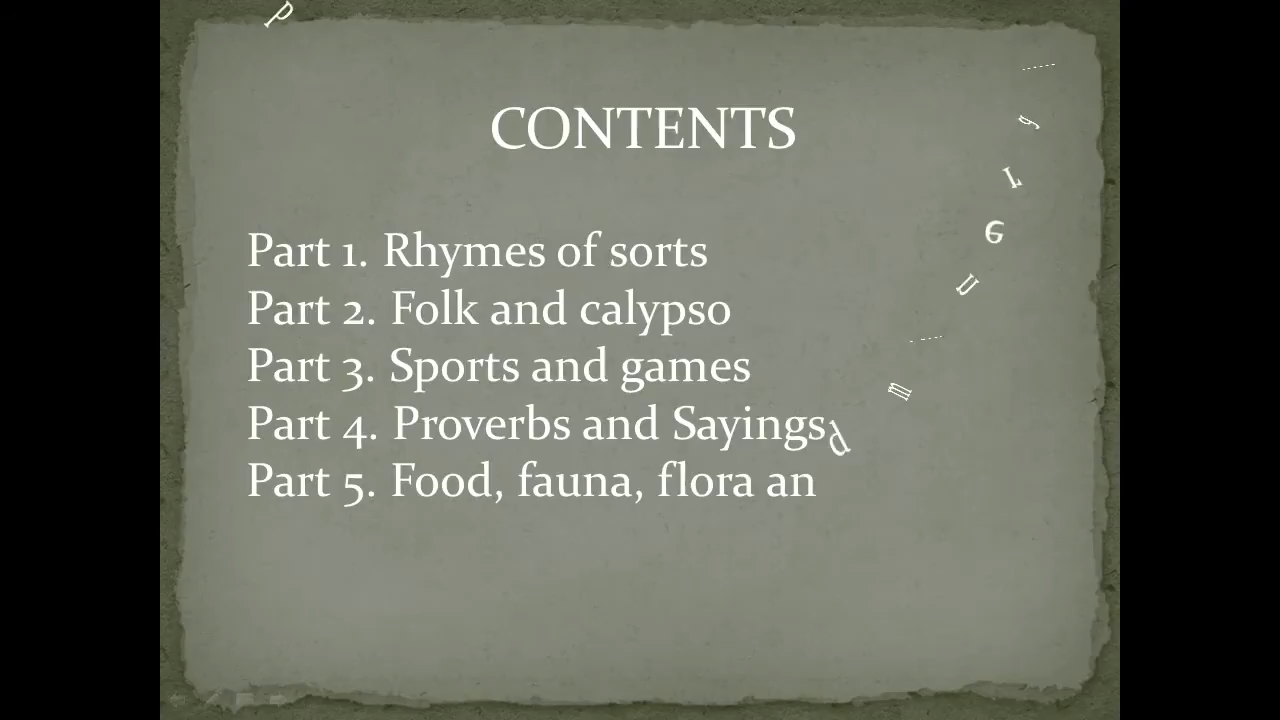 CONTENTS
Part 1. Rhymes of sorts
Part 2. Folk and calypso
Part 3. Sports and games
Part 4. Proverbs and Sayings
Part 5. Food, fauna, flora and